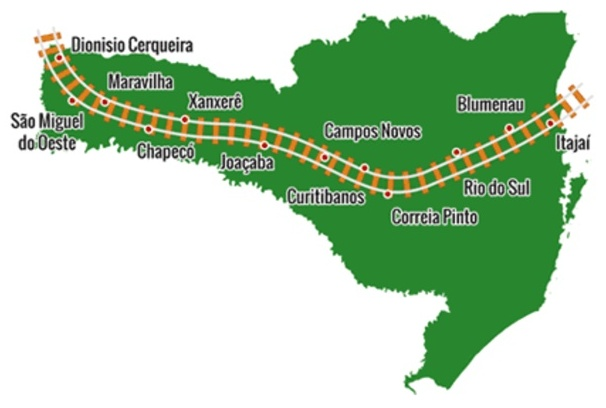 Dionisio Cerqueira
Maravilha
Xanxerê
São Miguel
do Oeste
Chapecó
Joaçaba
Campos Novos
Curitibanos
Correia Pinto
Blumenau
Rio do Sul
Itajaí